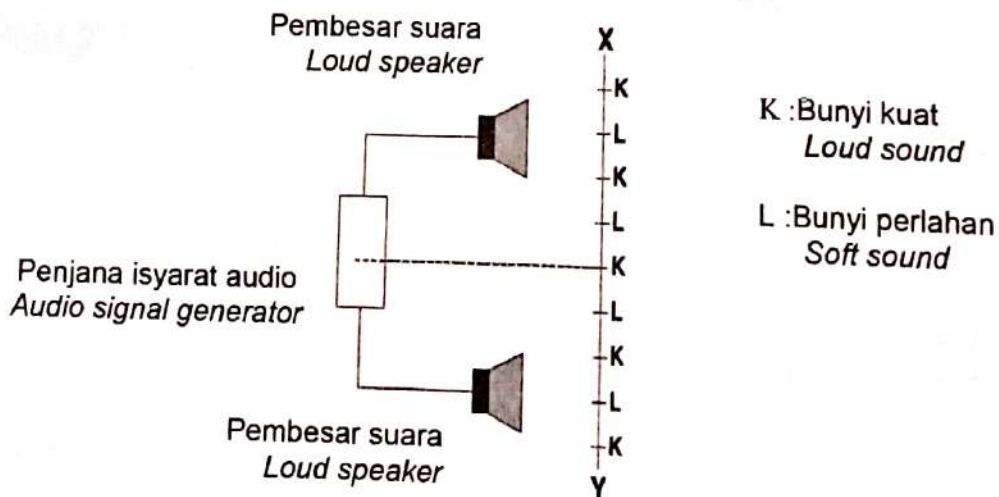 Pembesar suara
Loud speaker
X
K
L
K
L
K
L
K
L
K
Y
K :Bunyi kuat
Loud sound
L :Bunyi perlahan
Soft sound
Penjana isyarat audio
Audio signal generator
Pembesar suara
Loud speaker